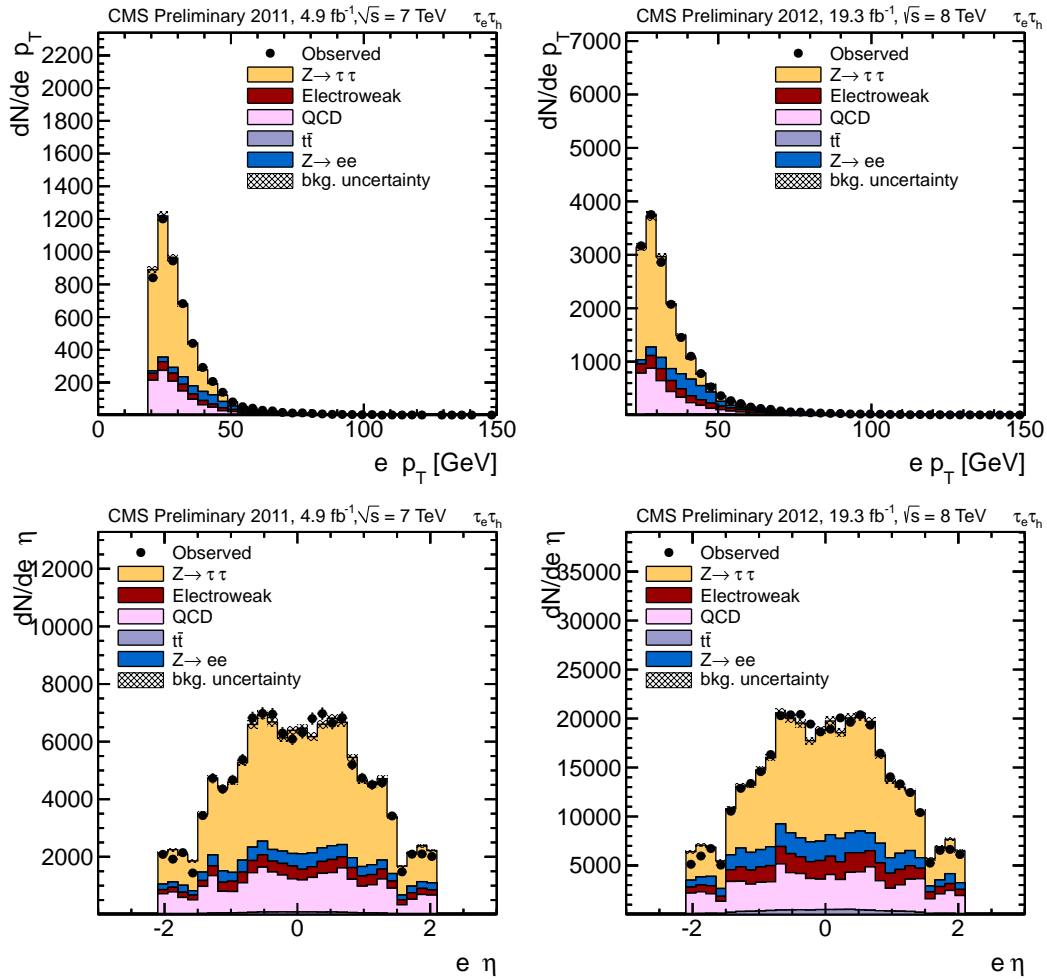 CMS Preliminary 2011, 4.9 fb⁻¹,√s = 7 TeV τₑτₕ
dN/de p_T
2200
2000
1800
1600
1400
1200
1000
800
600
400
200
Observed
Z→ τ τ
Electroweak
QCD
tt̄
Z→ ee
bkg. uncertainty
0 50 100 150
e p_T [GeV]
CMS Preliminary 2012, 19.3 fb⁻¹, √s = 8 TeV τₑτₕ
dN/de p_T
7000
6000
5000
4000
3000
2000
1000
Observed
Z→ τ τ
Electroweak
QCD
tt̄
Z→ ee
bkg. uncertainty
50 100 150
e p_T [GeV]
CMS Preliminary 2011, 4.9 fb⁻¹,√s = 7 TeV τₑτₕ
dN/de η
12000
10000
8000
6000
4000
2000
Observed
Z→ τ τ
Electroweak
QCD
tt̄
Z→ ee
bkg. uncertainty
-2 0 2
e η
CMS Preliminary 2012, 19.3 fb⁻¹, √s = 8 TeV τₑτₕ
dN/de η
35000
30000
25000
20000
15000
10000
5000
Observed
Z→ τ τ
Electroweak
QCD
tt̄
Z→ ee
bkg. uncertainty
-2 0 2
e η